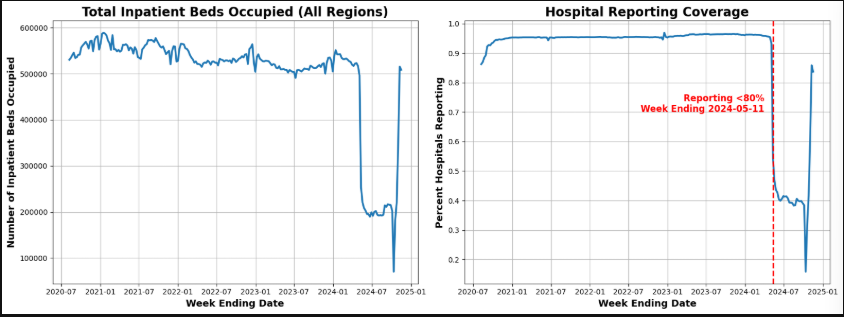 Total Inpatient Beds Occupied (All Regions)
Number of Inpatient Beds Occupied
600000
500000
400000
300000
200000
100000
2020-07 2021-01 2021-07 2022-01 2022-07 2023-01 2023-07 2024-01 2024-07 2025-01
Week Ending Date
Hospital Reporting Coverage
Percent Hospitals Reporting
1.0
0.9
0.8
0.7
0.6
0.5
0.4
0.3
0.2
Reporting <80%
Week Ending 2024-05-11
2020-07 2021-01 2021-07 2022-01 2022-07 2023-01 2023-07 2024-01 2024-07 2025-01
Week Ending Date